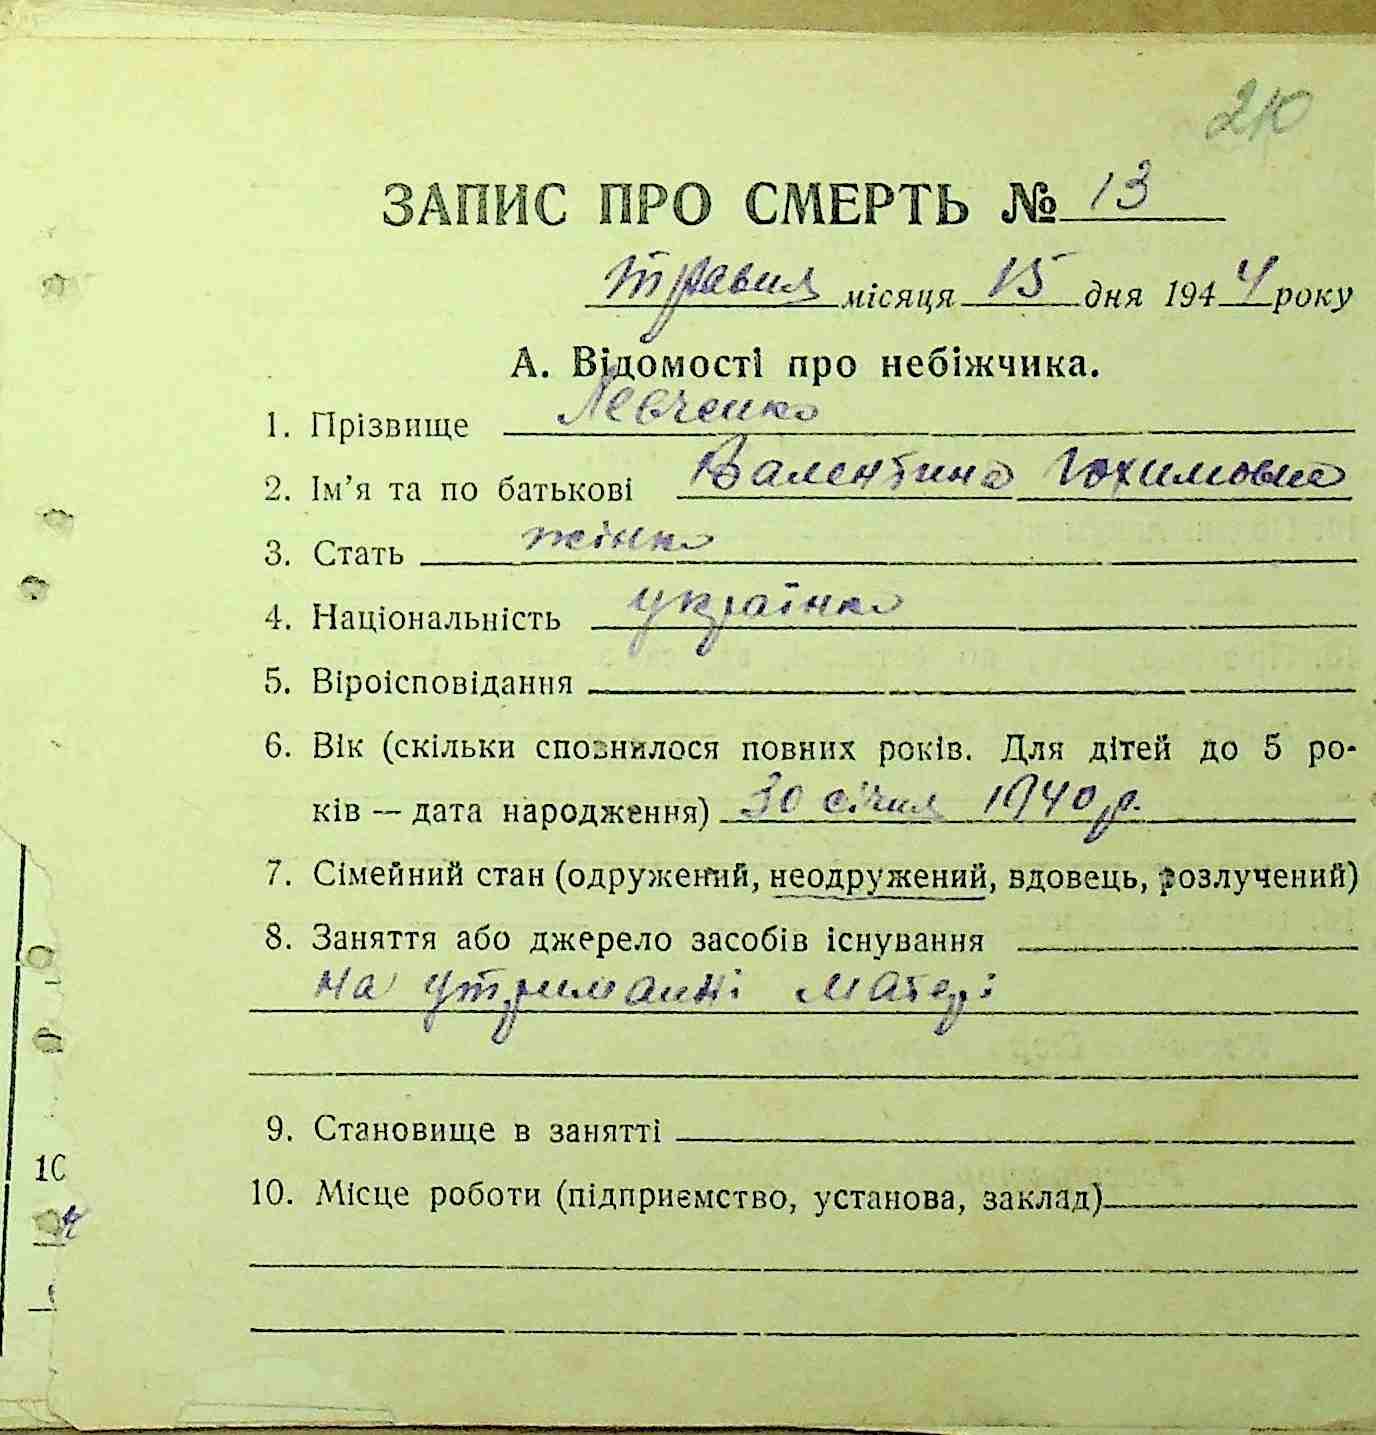 210
ЗАПИС ПРО СМЕРТЬ № 13
травня місяця 15 дня 1944 року
А. Відомості про небіжчика.
1. Прізвище Левченко
2. Ім’я та по батькові Валентина
3. Стать жінка
4. Національність українка
5. Віроісповідання
6. Вік (скільки сповнилося повних років. Для дітей до 5 ро-
ків — дата народження) 30 січня 1940 р.
7. Сімейний стан (одружений, неодружений, вдовець, розлучений)
8. Заняття або джерело засобів існування
на утриманні матері
9. Становище в занятті
10. Місце роботи (підприємство, установа, заклад)
10